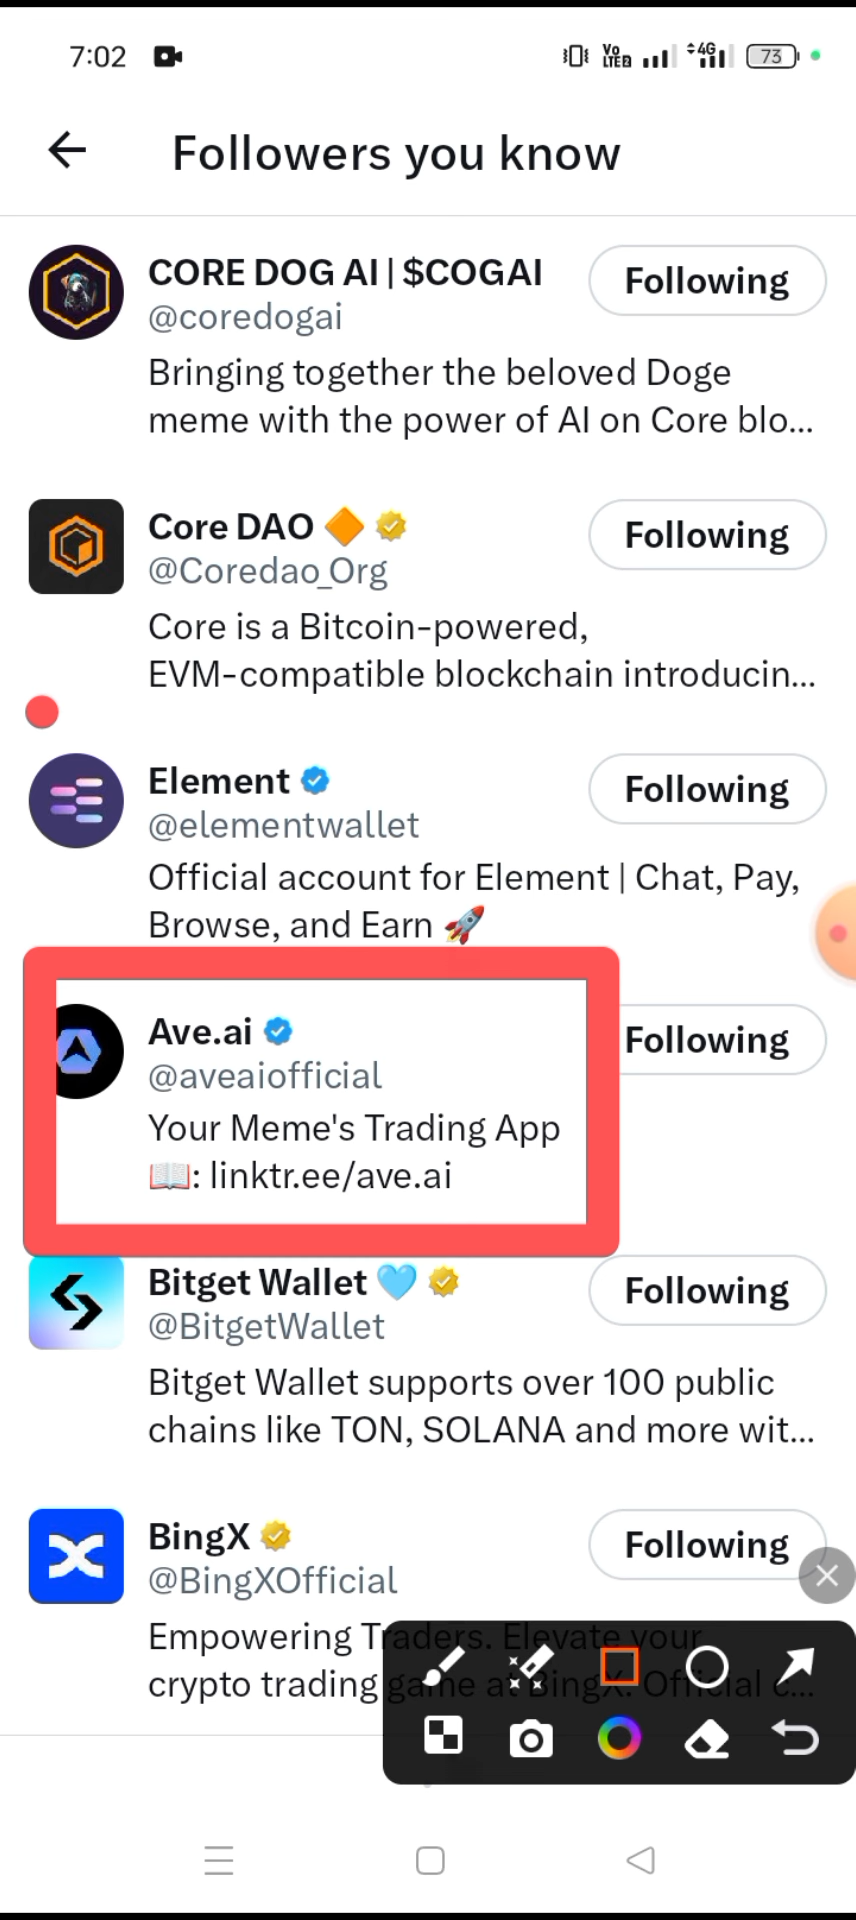 7:02 Vo LTE2 4G 73
Followers you know
CORE DOG AI | $COGAI Following
@coredogai
Bringing together the beloved Doge
meme with the power of AI on Core blo...
Core DAO 🔶 Following
@Coredao_Org
Core is a Bitcoin-powered,
EVM-compatible blockchain introducin...
Element Following
@elementwallet
Official account for Element | Chat, Pay,
Browse, and Earn 🚀
Ave.ai Following
@aveaiofficial
Your Meme's Trading App
📖: linktr.ee/ave.ai
Bitget Wallet 🩵 Following
@BitgetWallet
Bitget Wallet supports over 100 public
chains like TON, SOLANA and more wit...
BingX Following
@BingXOfficial
Empowering Traders. Elevate your
crypto trading game at BingX. Official c...